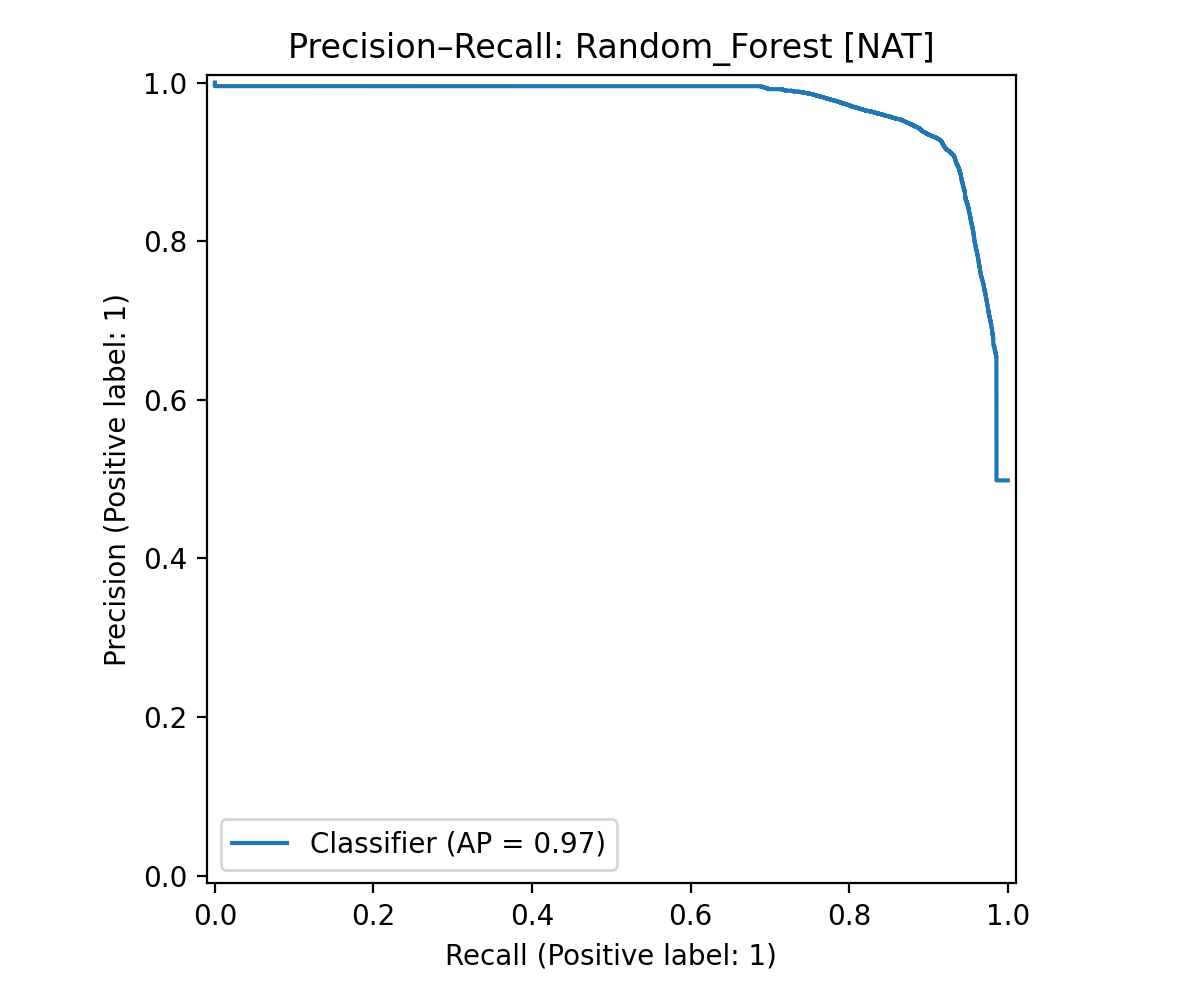 Precision–Recall: Random_Forest [NAT]
1.0
0.8
0.6
0.4
0.2
0.0
Precision (Positive label: 1)
Classifier (AP = 0.97)
0.0 0.2 0.4 0.6 0.8 1.0
Recall (Positive label: 1)